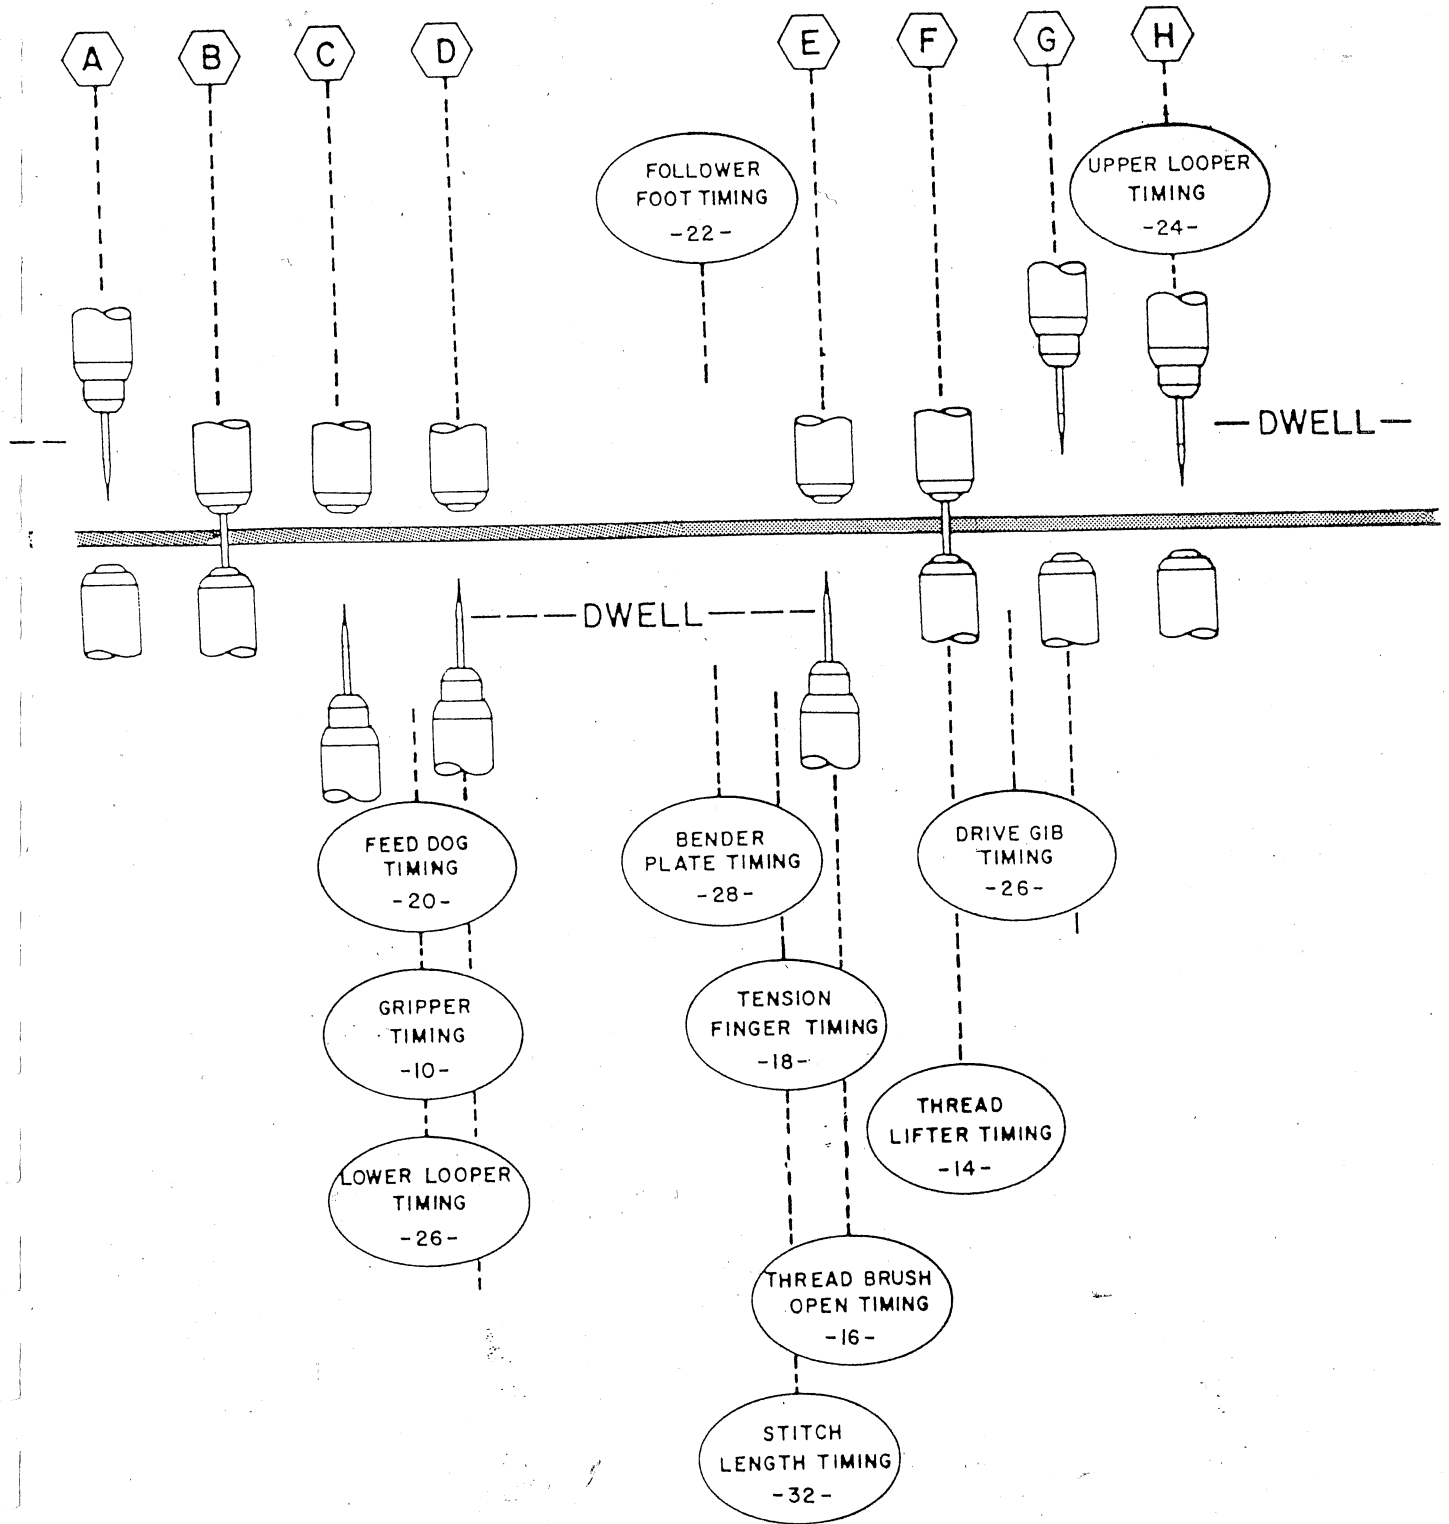 A B C D E F G H
FOLLOWER
FOOT TIMING
-22-
UPPER LOOPER
TIMING
-24-
— DWELL —
--- DWELL ---
FEED DOG
TIMING
-20-
BENDER
PLATE TIMING
-28-
DRIVE GIB
TIMING
-26-
GRIPPER
TIMING
-10-
TENSION
FINGER TIMING
-18-
THREAD
LIFTER TIMING
-14-
LOWER LOOPER
TIMING
-26-
THREAD BRUSH
OPEN TIMING
-16-
STITCH
LENGTH TIMING
-32-